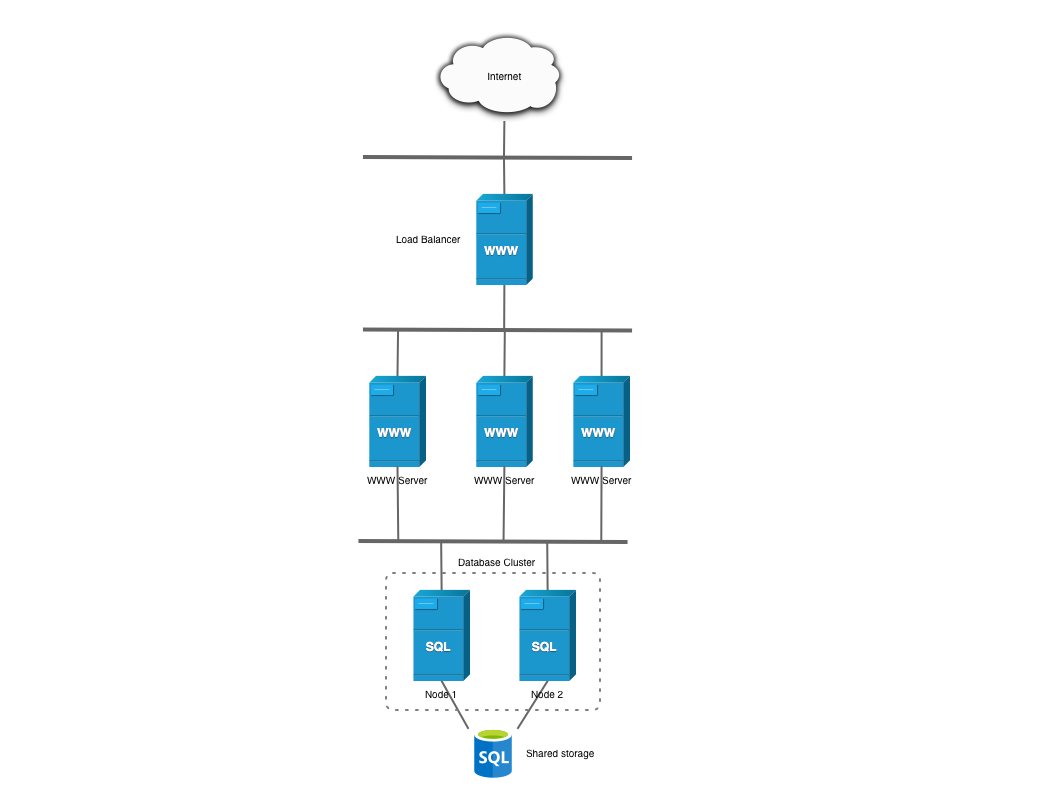 Internet
Load Balancer
WWW
WWW
WWW
WWW
WWW Server
WWW Server
WWW Server
Database Cluster
SQL
SQL
Node 1
Node 2
SQL
Shared storage